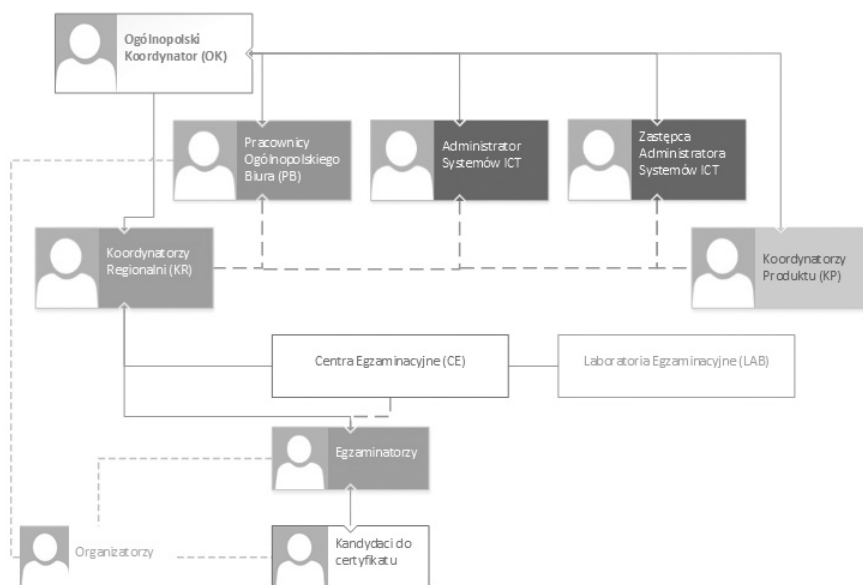 Ogólnopolski
Koordynator (OK)
Pracownicy
Ogólnopolskiego
Biura (PB)
Administrator
Systemów ICT
Zastępca
Administratora
Systemów ICT
Koordynatorzy
Regionalni (KR)
Koordynatorzy
Produktu (KP)
Centra Egzaminacyjne (CE)
Laboratoria Egzaminacyjne (LAB)
Egzaminatorzy
Organizatorzy
Kandydaci do
certyfikatu